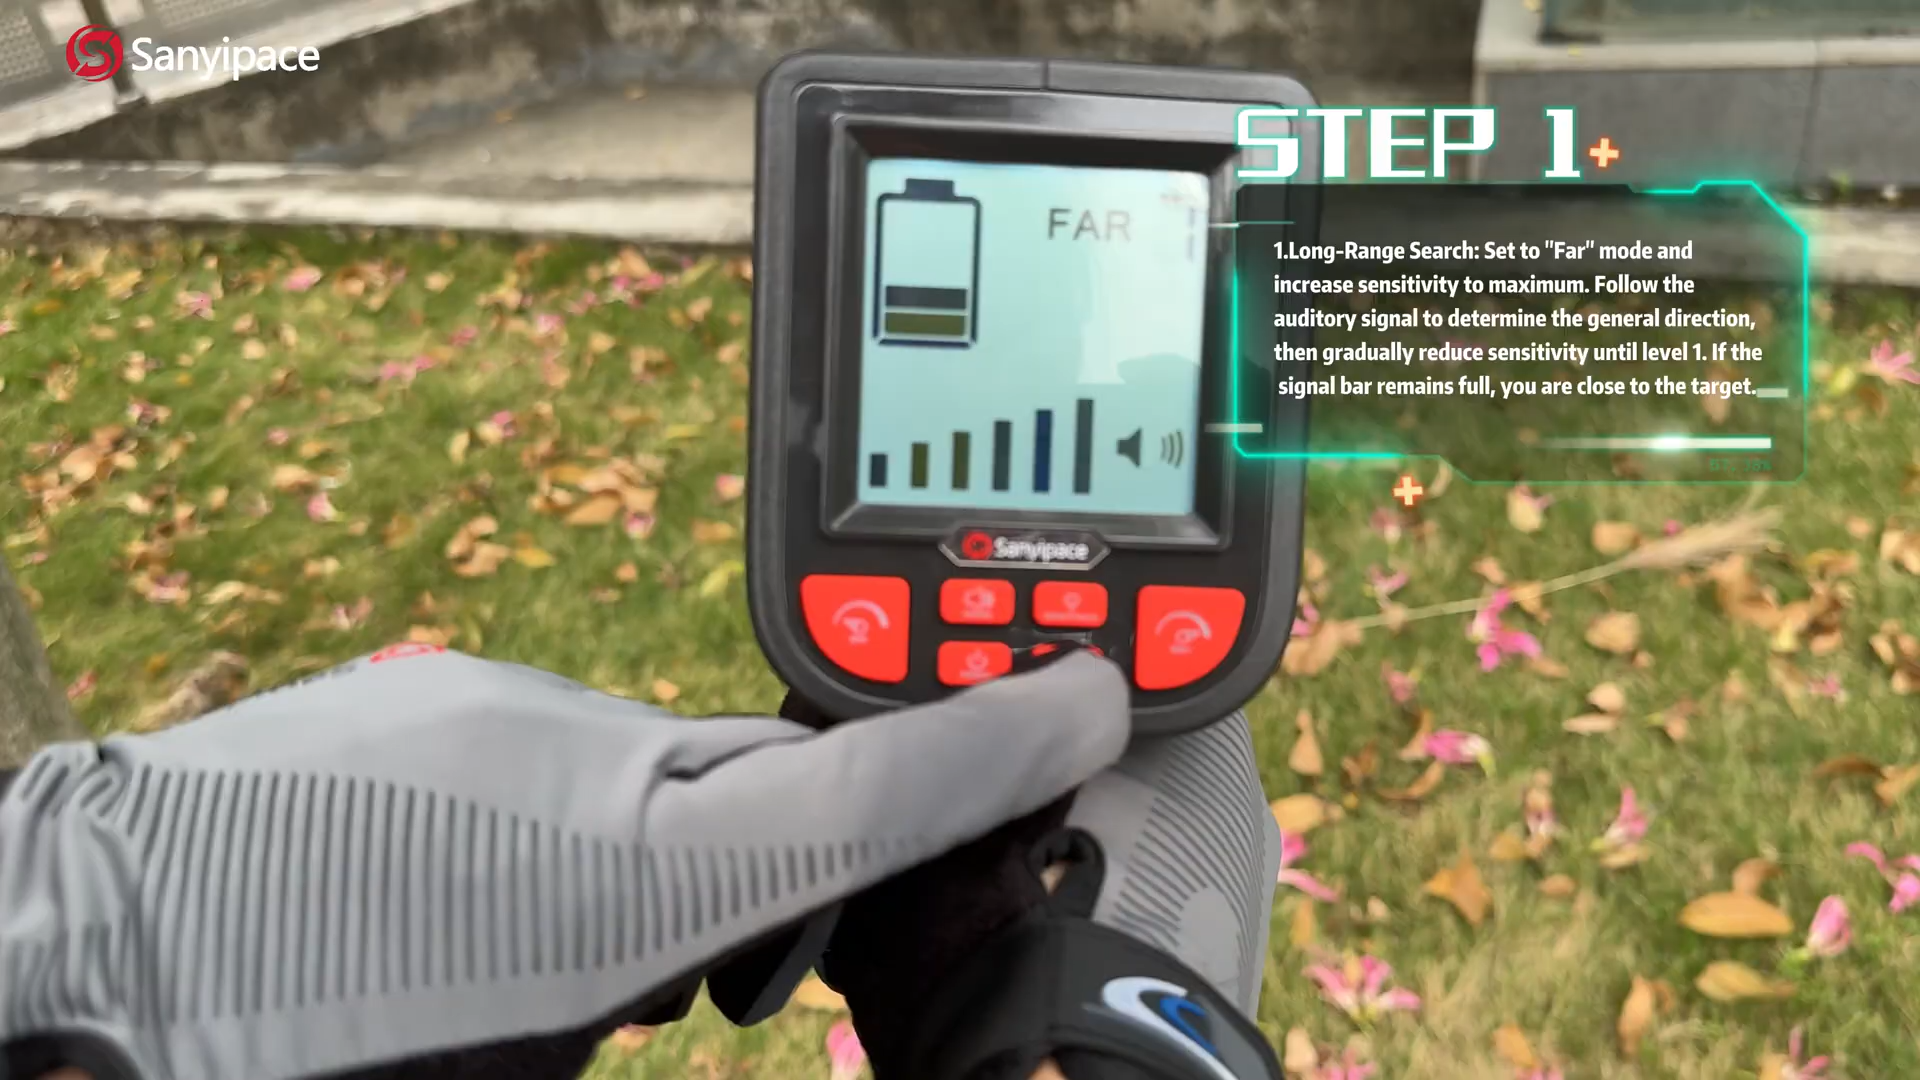 Sanyipace
STEP 1
FAR
1.Long-Range Search: Set to "Far" mode and
increase sensitivity to maximum. Follow the
auditory signal to determine the general direction,
then gradually reduce sensitivity until level 1. If the
signal bar remains full, you are close to the target.
Sanyipace